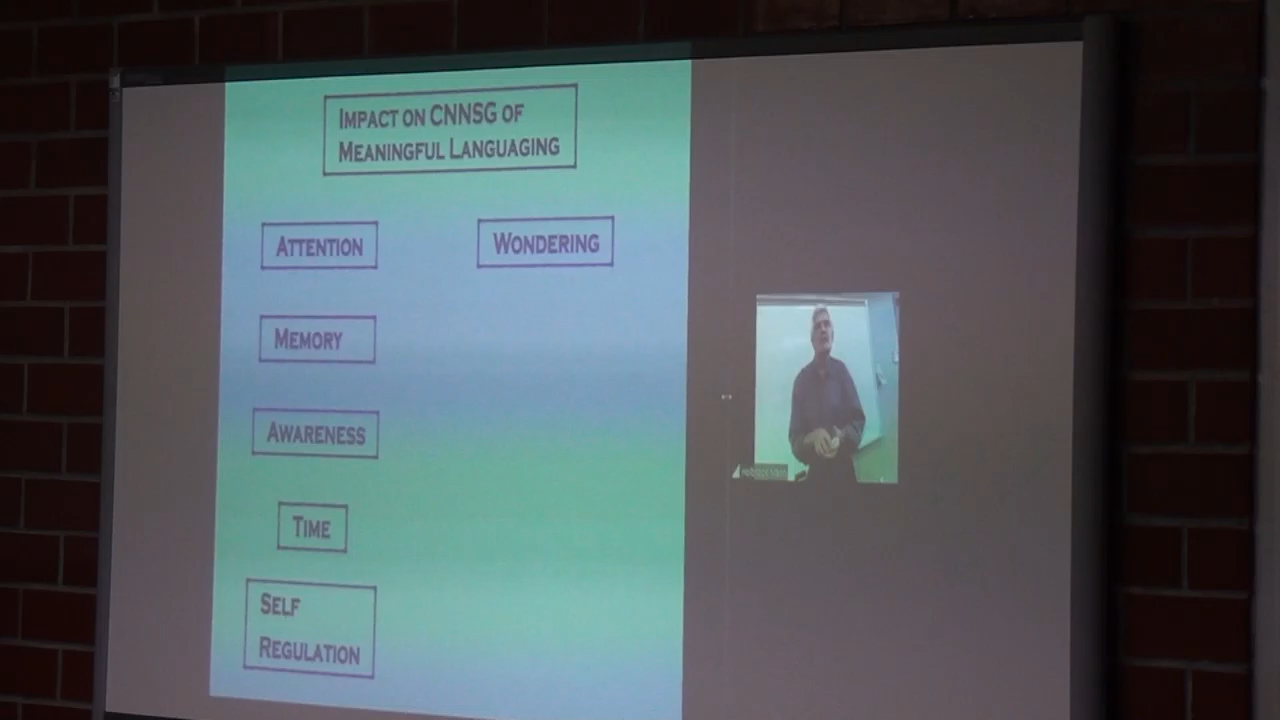 IMPACT ON CNNSG OF
MEANINGFUL LANGUAGING
ATTENTION
WONDERING
MEMORY
AWARENESS
TIME
SELF
REGULATION